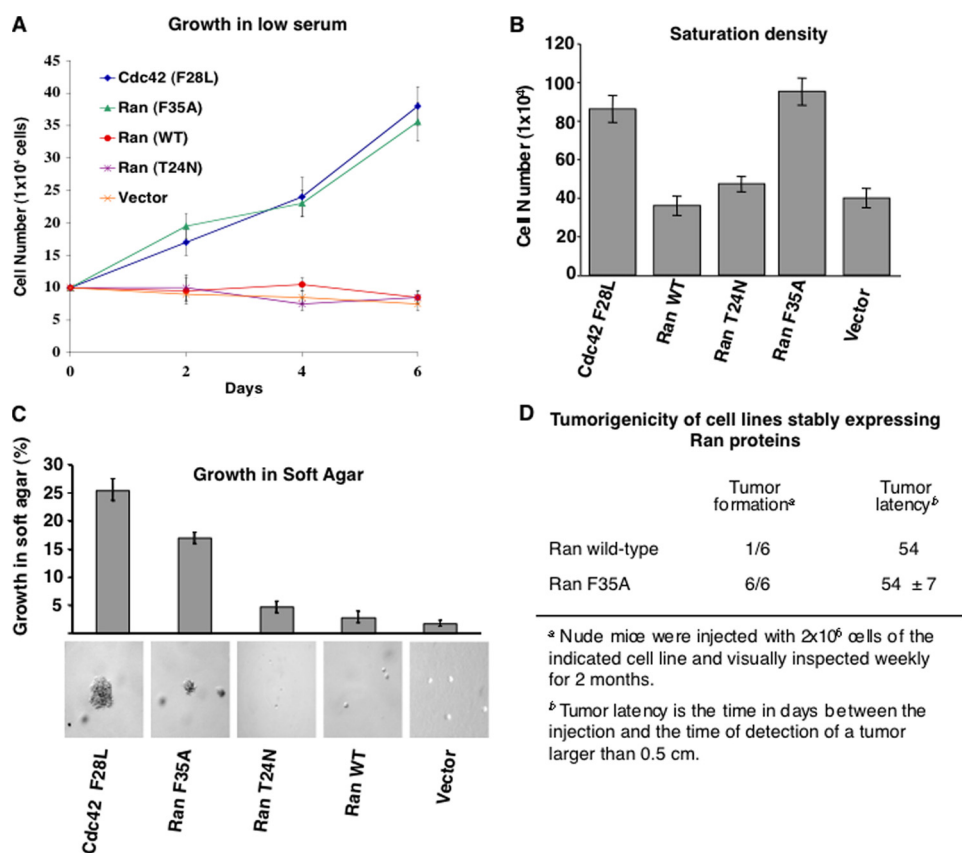 A
Growth in low serum
Cell Number (1x10⁴ cells)
45
40
35
30
25
20
15
10
5
0
Cdc42 (F28L)
Ran (F35A)
Ran (WT)
Ran (T24N)
Vector
0
2
4
6
Days
B
Saturation density
Cell Number (1x10⁴)
120
100
80
60
40
20
0
Cdc42 F28L
Ran WT
Ran T24N
Ran F35A
Vector
C
Growth in Soft Agar
Growth in soft agar (%)
30
25
20
15
10
5
Cdc42 F28L
Ran F35A
Ran T24N
Ran WT
Vector
D
Tumorigenicity of cell lines stably expressing
Ran proteins
Tumor Tumor
formationᵃ latencyᵇ
Ran wild-type 1/6 54
Ran F35A 6/6 54 ± 7
ᵃ Nude mice were injected with 2x10⁶ cells of the
indicated cell line and visually inspected weekly
for 2 months.
ᵇ Tumor latency is the time in days between the
injection and the time of detection of a tumor
larger than 0.5 cm.